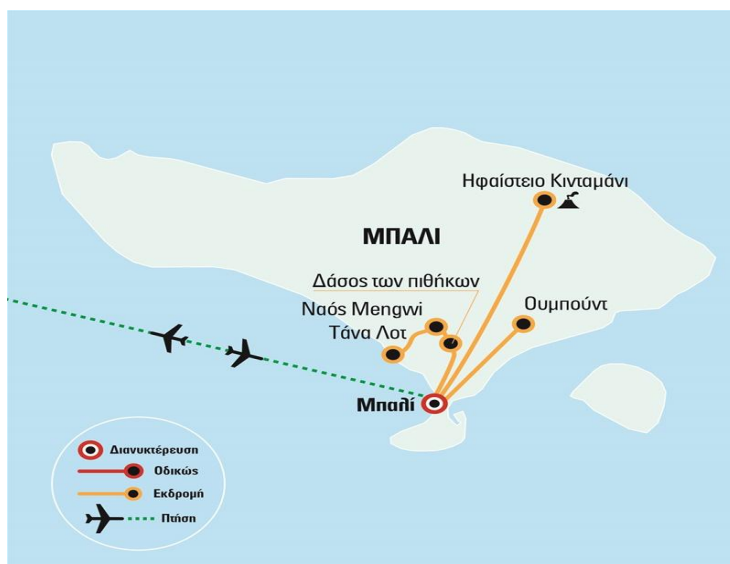 Ηφαίστειο Κινταμάνι
ΜΠΑΛΙ
Δάσος των πιθήκων
Ναός Mengwi
Ουμπούντ
Τάνα Λοτ
Μπαλί
Διανυκτέρευση
Οδικώς
Εκδρομή
Πτήση